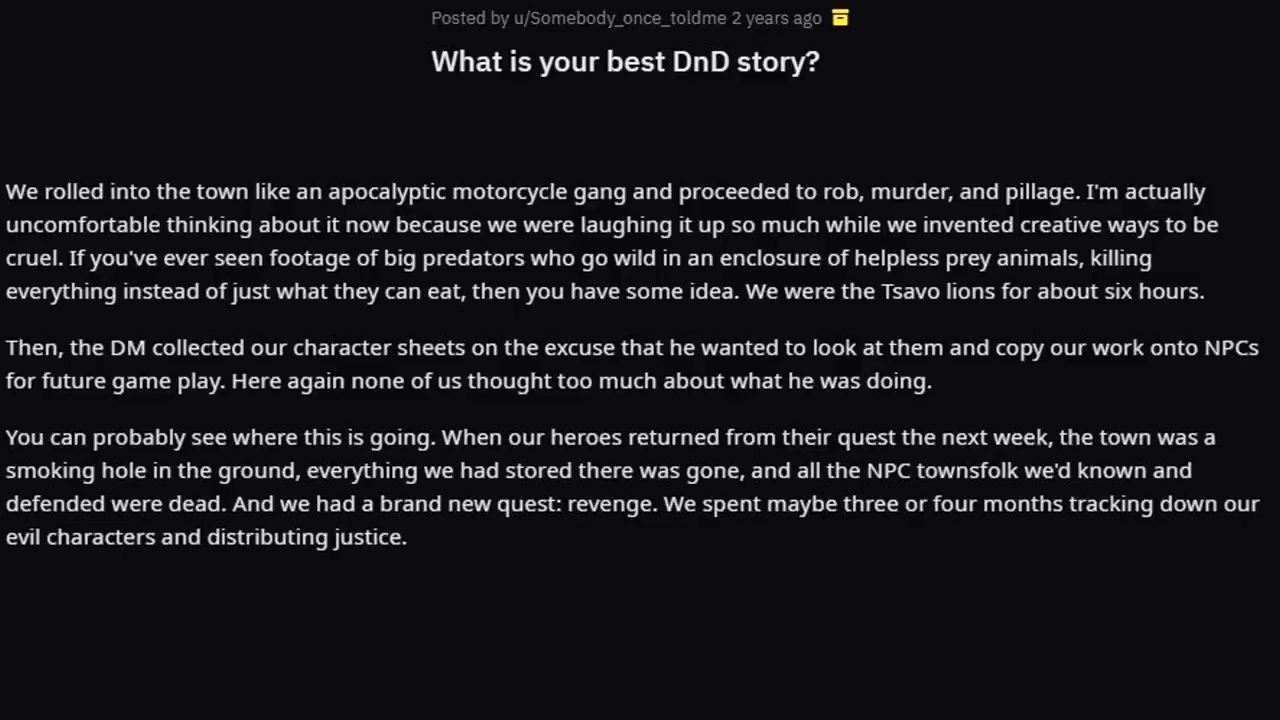 Posted by u/Somebody_once_toldme 2 years ago
What is your best DnD story?
We rolled into the town like an apocalyptic motorcycle gang and proceeded to rob, murder, and pillage. I'm actually
uncomfortable thinking about it now because we were laughing it up so much while we invented creative ways to be
cruel. If you've ever seen footage of big predators who go wild in an enclosure of helpless prey animals, killing
everything instead of just what they can eat, then you have some idea. We were the Tsavo lions for about six hours.
Then, the DM collected our character sheets on the excuse that he wanted to look at them and copy our work onto NPCs
for future game play. Here again none of us thought too much about what he was doing.
You can probably see where this is going. When our heroes returned from their quest the next week, the town was a
smoking hole in the ground, everything we had stored there was gone, and all the NPC townsfolk we'd known and
defended were dead. And we had a brand new quest: revenge. We spent maybe three or four months tracking down our
evil characters and distributing justice.